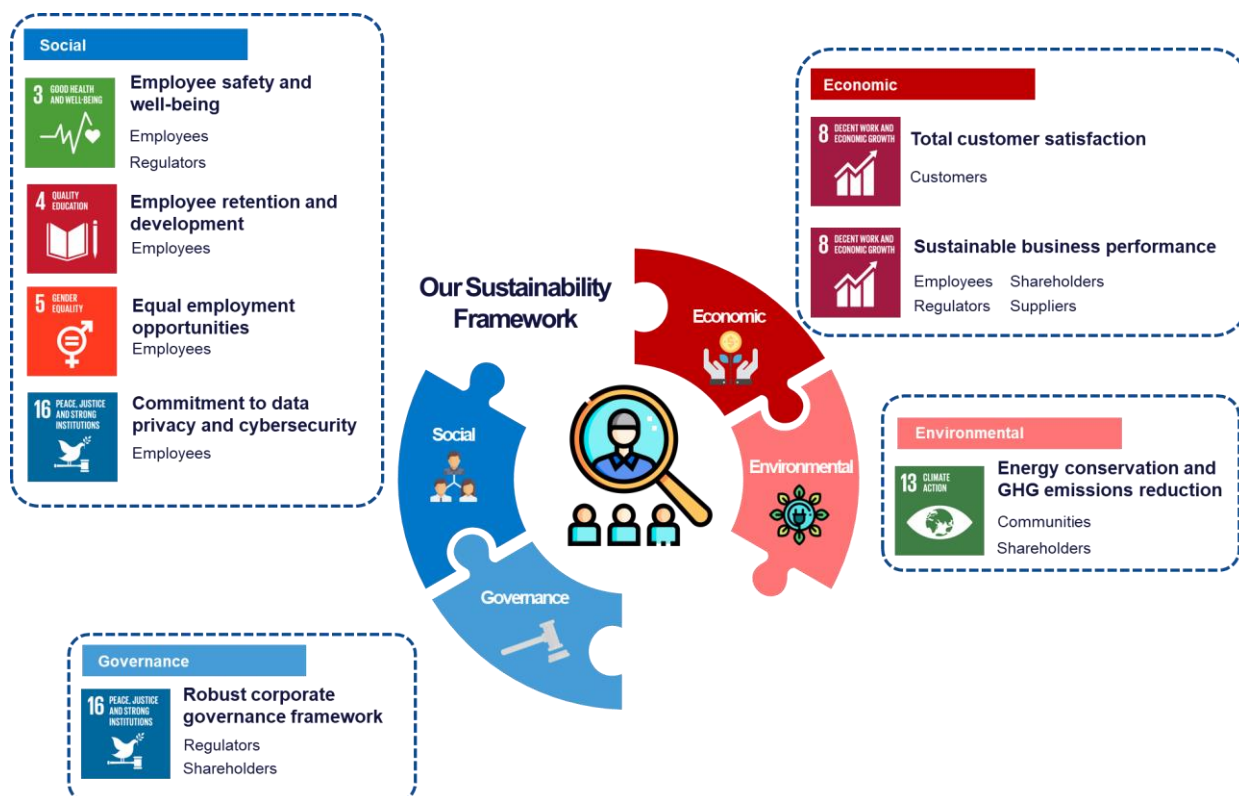 Social
3 GOOD HEALTH
AND WELL-BEING
Employee safety and
well-being
Employees
Regulators
4 QUALITY
EDUCATION
Employee retention and
development
Employees
5 GENDER
EQUALITY
Equal employment
opportunities
Employees
16 PEACE, JUSTICE
AND STRONG
INSTITUTIONS
Commitment to data
privacy and cybersecurity
Employees
Our Sustainability
Framework
Economic
Social
Environmental
Governance
Economic
8 DECENT WORK AND
ECONOMIC GROWTH
Total customer satisfaction
Customers
8 DECENT WORK AND
ECONOMIC GROWTH
Sustainable business performance
Employees Shareholders
Regulators Suppliers
Environmental
13 CLIMATE
ACTION
Energy conservation and
GHG emissions reduction
Communities
Shareholders
Governance
16 PEACE, JUSTICE
AND STRONG
INSTITUTIONS
Robust corporate
governance framework
Regulators
Shareholders